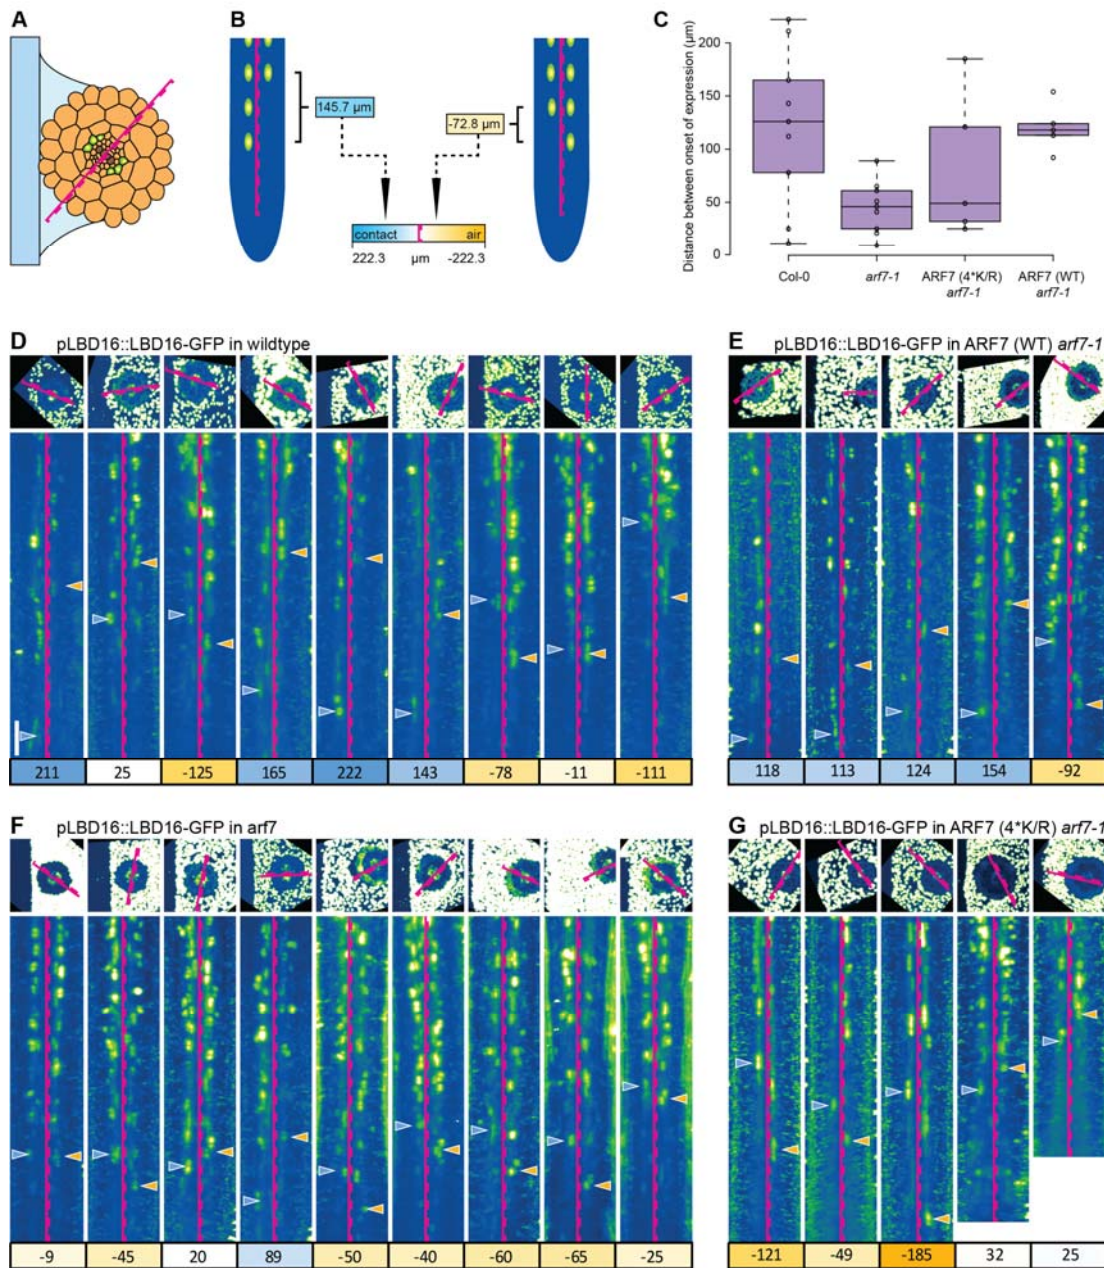 A
B
C
145.7 µm
-72.8 µm
contact
air
222.3
µm
-222.3
Distance between onset of expression (µm)
200
150
100
50
0
Col-0
arf7-1
ARF7 (4*K/R)
arf7-1
ARF7 (WT)
arf7-1
D
pLBD16::LBD16-GFP in wildtype
211
25
-125
165
222
143
-78
-11
-111
E
pLBD16::LBD16-GFP in ARF7 (WT) arf7-1
118
113
124
154
-92
F
pLBD16::LBD16-GFP in arf7
-9
-45
20
89
-50
-40
-60
-65
-25
G
pLBD16::LBD16-GFP in ARF7 (4*K/R) arf7-1
-121
-49
-185
32
25